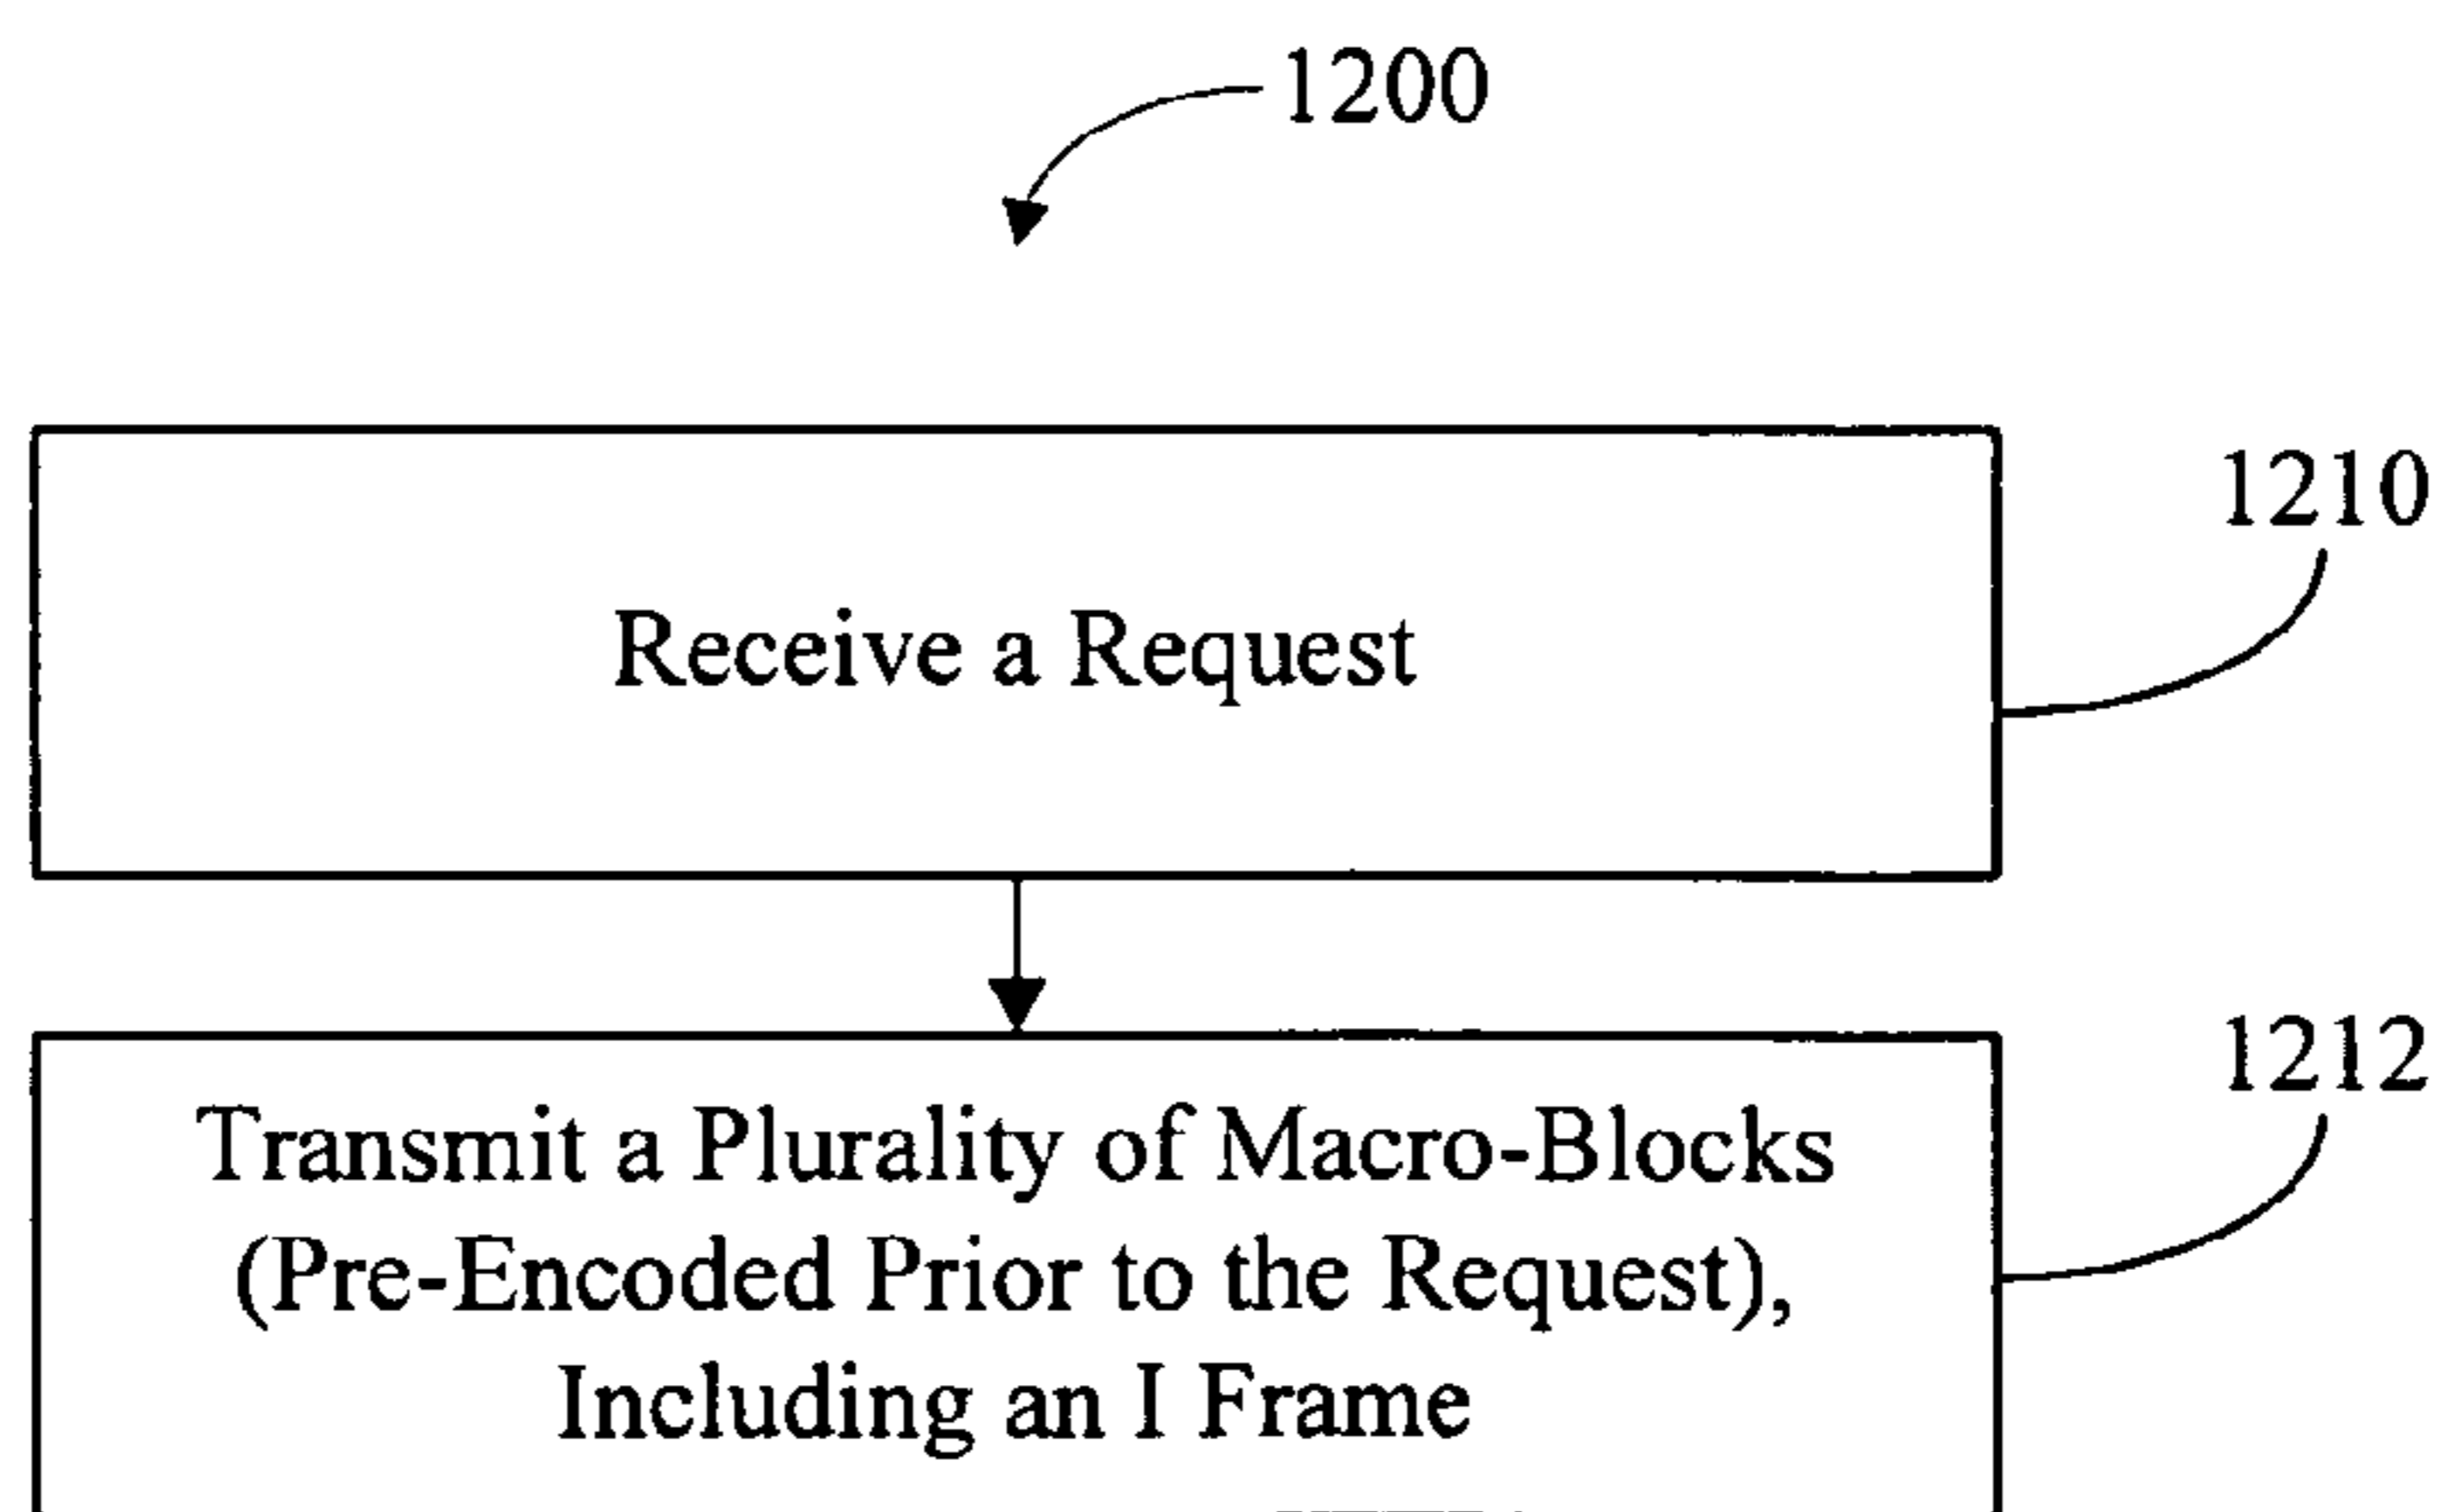 1200
1210
Receive a Request
1212
Transmit a Plurality of Macro-Blocks
(Pre-Encoded Prior to the Request),
Including an I Frame